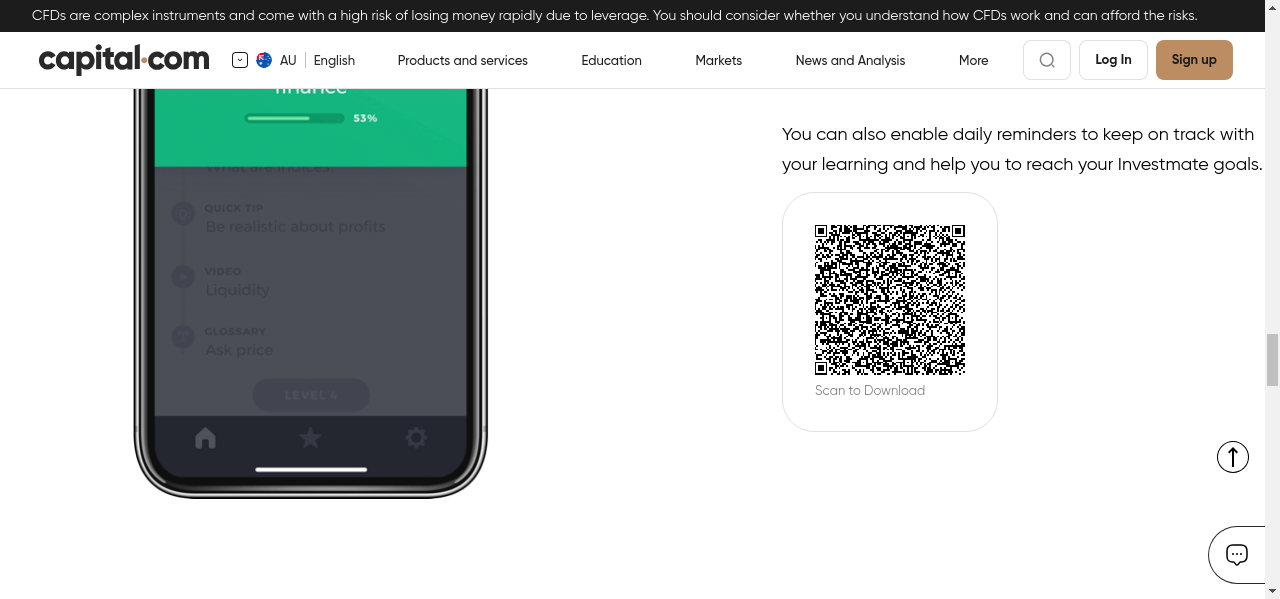 CFDs are complex instruments and come with a high risk of losing money rapidly due to leverage. You should consider whether you understand how CFDs work and can afford the risks.
capital.com
AU
English
Products and services
Education
Markets
News and Analysis
More
Log In
Sign up
finance
53%
What are indices?
QUICK TIP
Be realistic about profits
VIDEO
Liquidity
GLOSSARY
Ask price
LEVEL 4
You can also enable daily reminders to keep on track with
your learning and help you to reach your Investmate goals.
Scan to Download